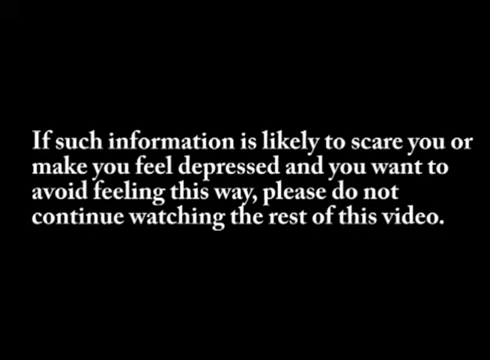 If such information is likely to scare you or
make you feel depressed and you want to
avoid feeling this way, please do not
continue watching the rest of this video.